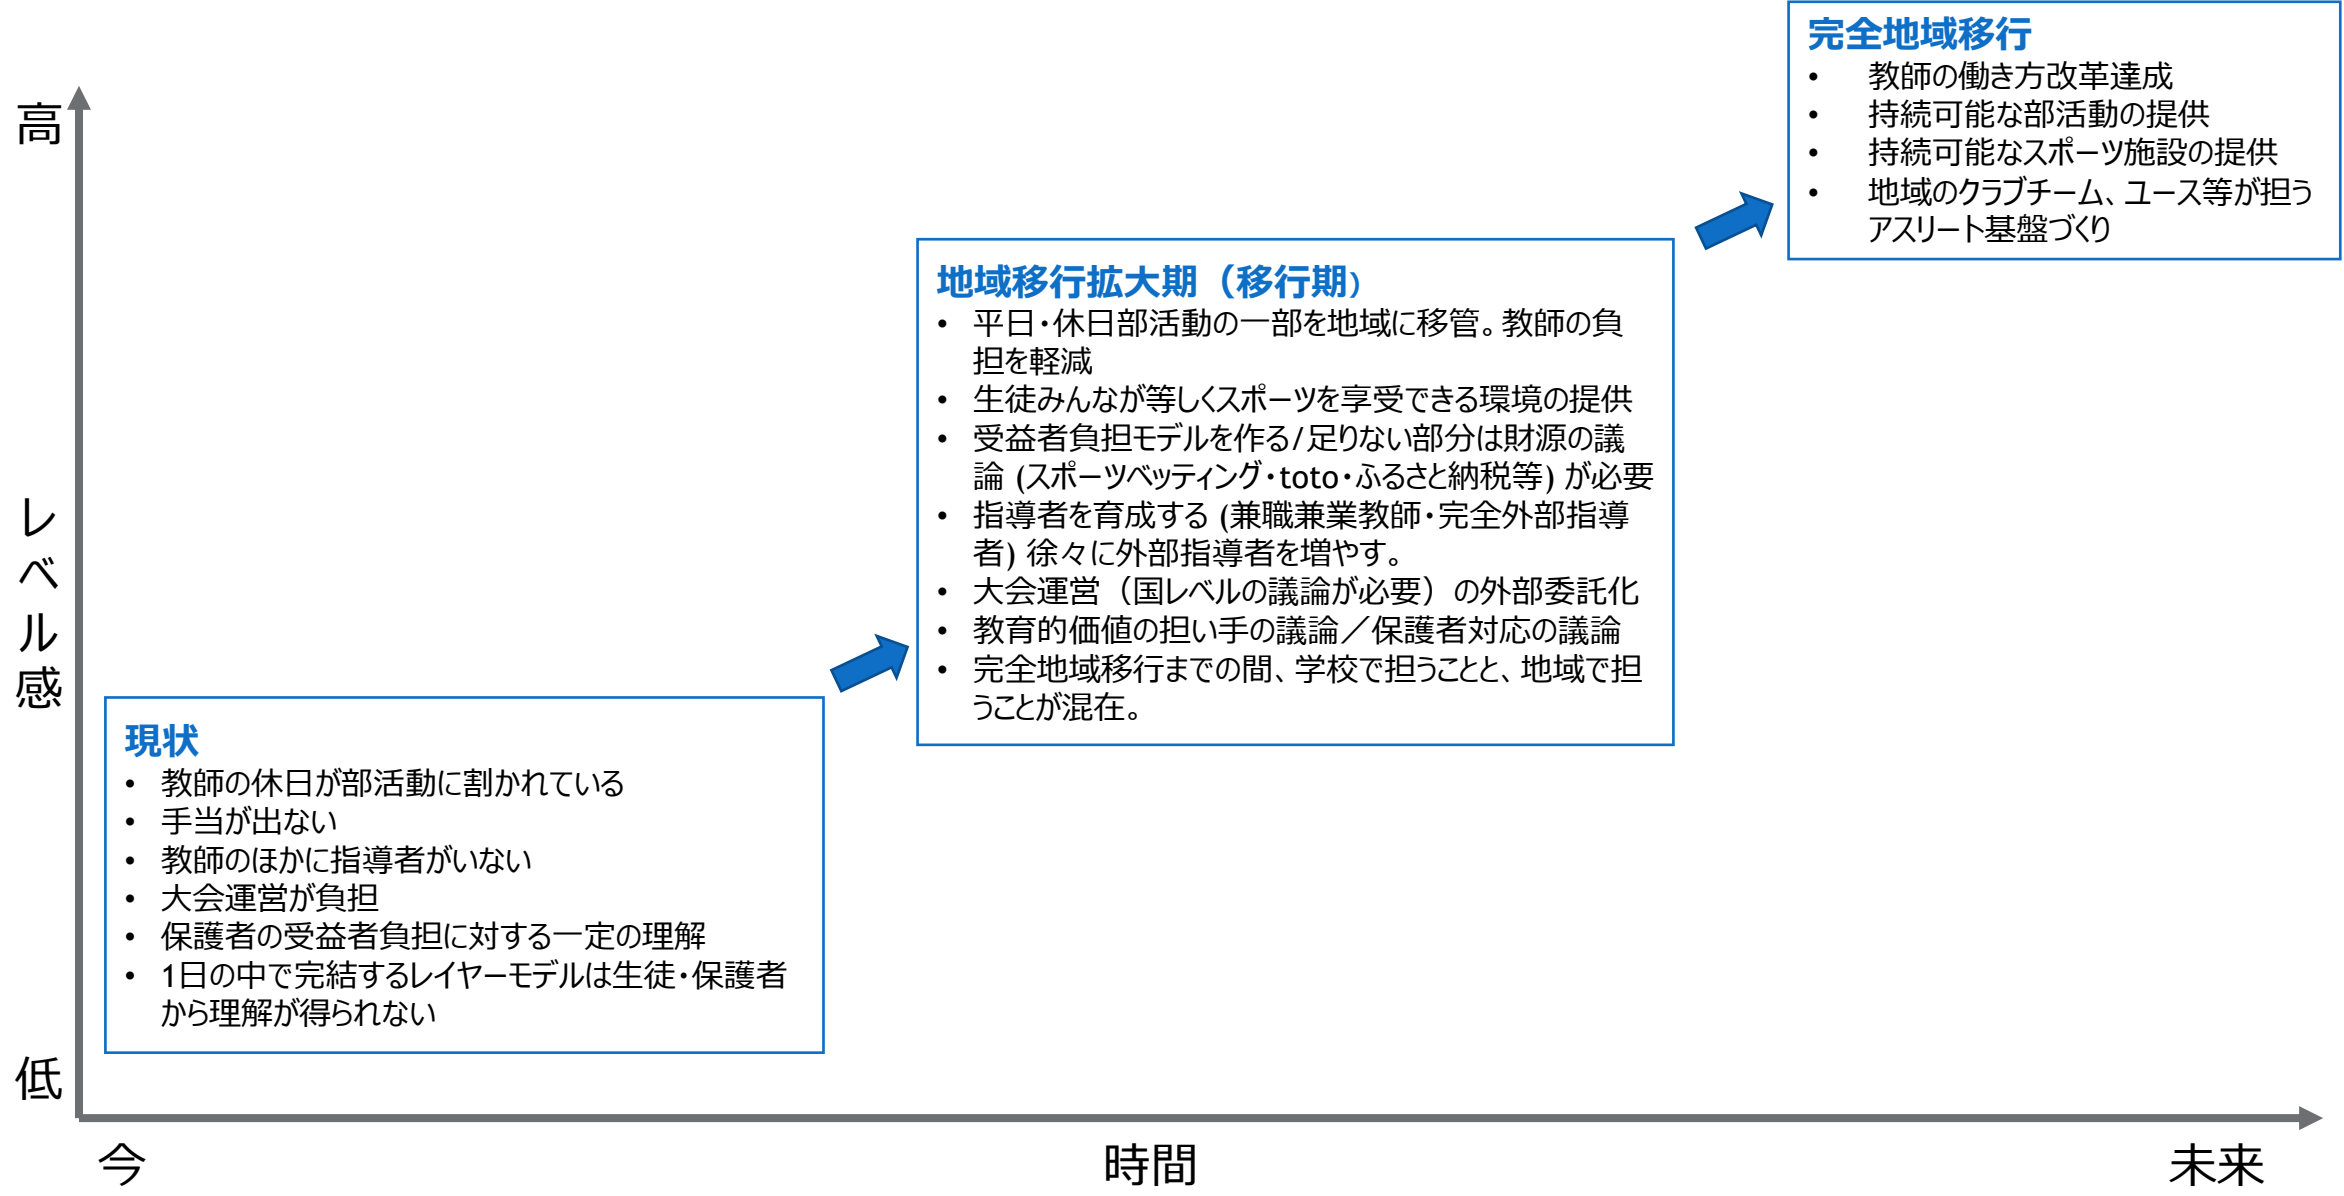 完全地域移行
• 教師の働き方改革達成
• 持続可能な部活動の提供
• 持続可能なスポーツ施設の提供
• 地域のクラブチーム、ユース等が担う
アスリート基盤づくり
高
レベル感
低
地域移行拡大期（移行期)
• 平日・休日部活動の一部を地域に移管。教師の負
担を軽減
• 生徒みんなが等しくスポーツを享受できる環境の提供
• 受益者負担モデルを作る/足りない部分は財源の議
論 (スポーツベッティング・toto・ふるさと納税等) が必要
• 指導者を育成する (兼職兼業教師・完全外部指導
者) 徐々に外部指導者を増やす。
• 大会運営（国レベルの議論が必要）の外部委託化
• 教育的価値の担い手の議論／保護者対応の議論
• 完全地域移行までの間、学校で担うことと、地域で担
うことが混在。
現状
• 教師の休日が部活動に割かれている
• 手当が出ない
• 教師のほかに指導者がいない
• 大会運営が負担
• 保護者の受益者負担に対する一定の理解
• 1日の中で完結するレイヤーモデルは生徒・保護者
から理解が得られない
今
時間
未来